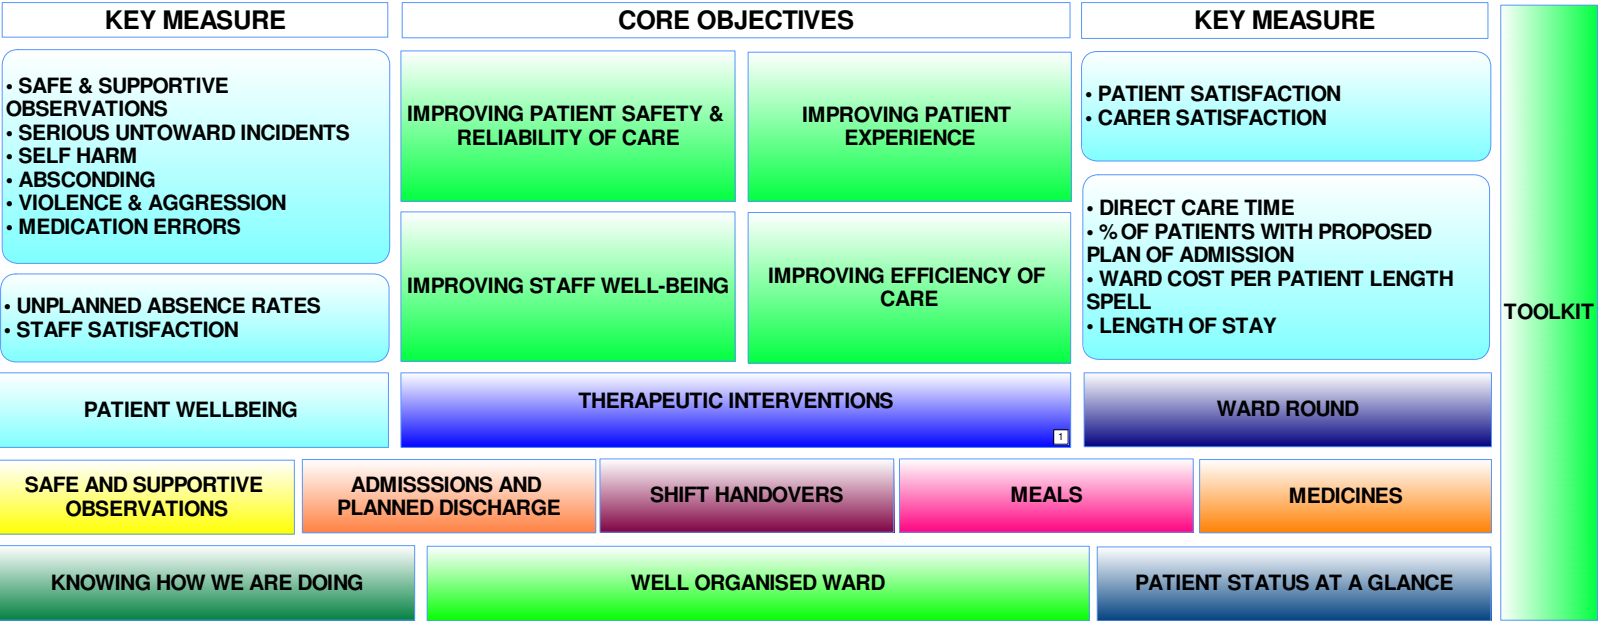 KEY MEASURE
CORE OBJECTIVES
KEY MEASURE
• SAFE & SUPPORTIVE
OBSERVATIONS
• SERIOUS UNTOWARD INCIDENTS
• SELF HARM
• ABSCONDING
• VIOLENCE & AGGRESSION
• MEDICATION ERRORS
IMPROVING PATIENT SAFETY &
RELIABILITY OF CARE
IMPROVING PATIENT
EXPERIENCE
• PATIENT SATISFACTION
• CARER SATISFACTION
• UNPLANNED ABSENCE RATES
• STAFF SATISFACTION
IMPROVING STAFF WELL-BEING
IMPROVING EFFICIENCY OF
CARE
• DIRECT CARE TIME
• % OF PATIENTS WITH PROPOSED
PLAN OF ADMISSION
• WARD COST PER PATIENT LENGTH
SPELL
• LENGTH OF STAY
TOOLKIT
PATIENT WELLBEING
THERAPEUTIC INTERVENTIONS
1
WARD ROUND
SAFE AND SUPPORTIVE
OBSERVATIONS
ADMISSSIONS AND
PLANNED DISCHARGE
SHIFT HANDOVERS
MEALS
MEDICINES
KNOWING HOW WE ARE DOING
WELL ORGANISED WARD
PATIENT STATUS AT A GLANCE